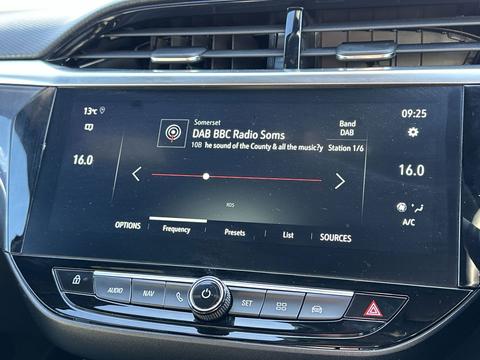 13°C
Somerset
DAB BBC Radio Soms
10B he sound of the County & all the music?y
Band
DAB
Station 1/6
09:25
16.0
16.0
KDS
A/C
OPTIONS
Frequency
Presets
List
SOURCES
AUDIO
NAV
SET